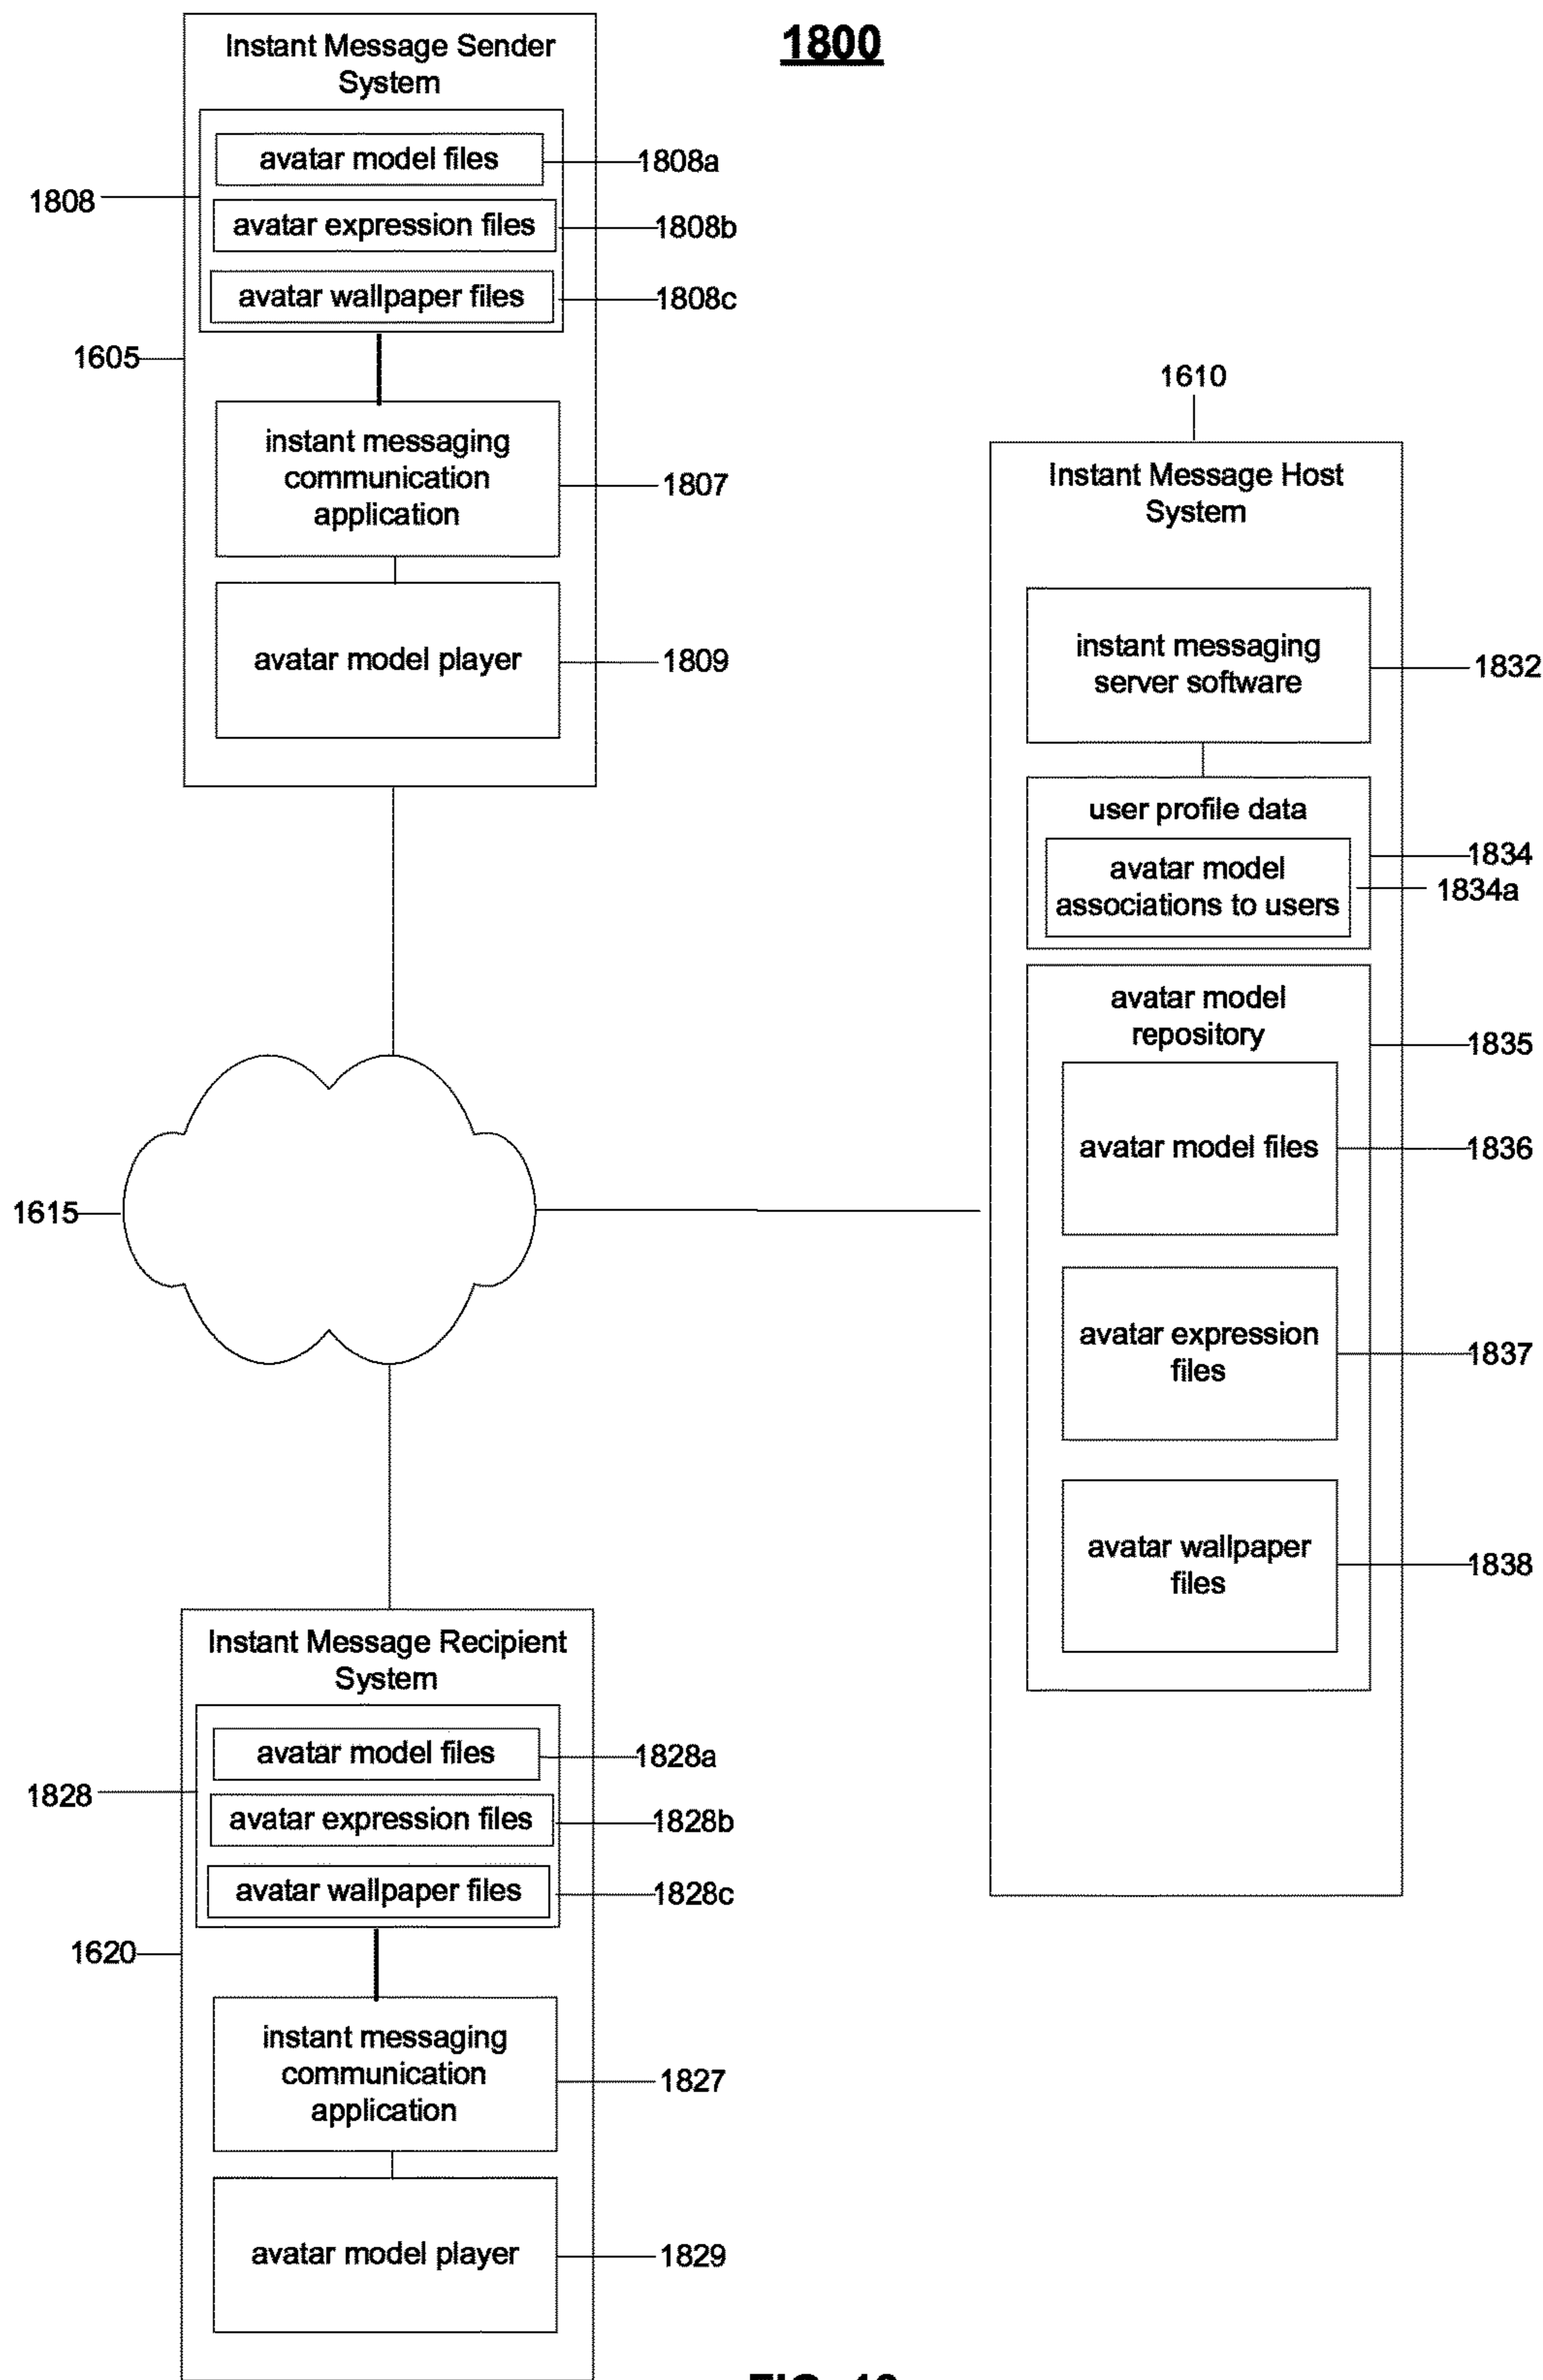 1800
Instant Message Sender
System
avatar model files
1808a
1808
avatar expression files
1808b
avatar wallpaper files
1808c
1605
instant messaging
communication
application
1807
avatar model player
1809
1610
Instant Message Host
System
instant messaging
server software
1832
user profile data
1834
avatar model
associations to users
1834a
avatar model
repository
1835
avatar model files
1836
1615
avatar expression
files
1837
avatar wallpaper
files
1838
Instant Message Recipient
System
avatar model files
1828a
1828
avatar expression files
1828b
avatar wallpaper files
1828c
1620
instant messaging
communication
application
1827
avatar model player
1829